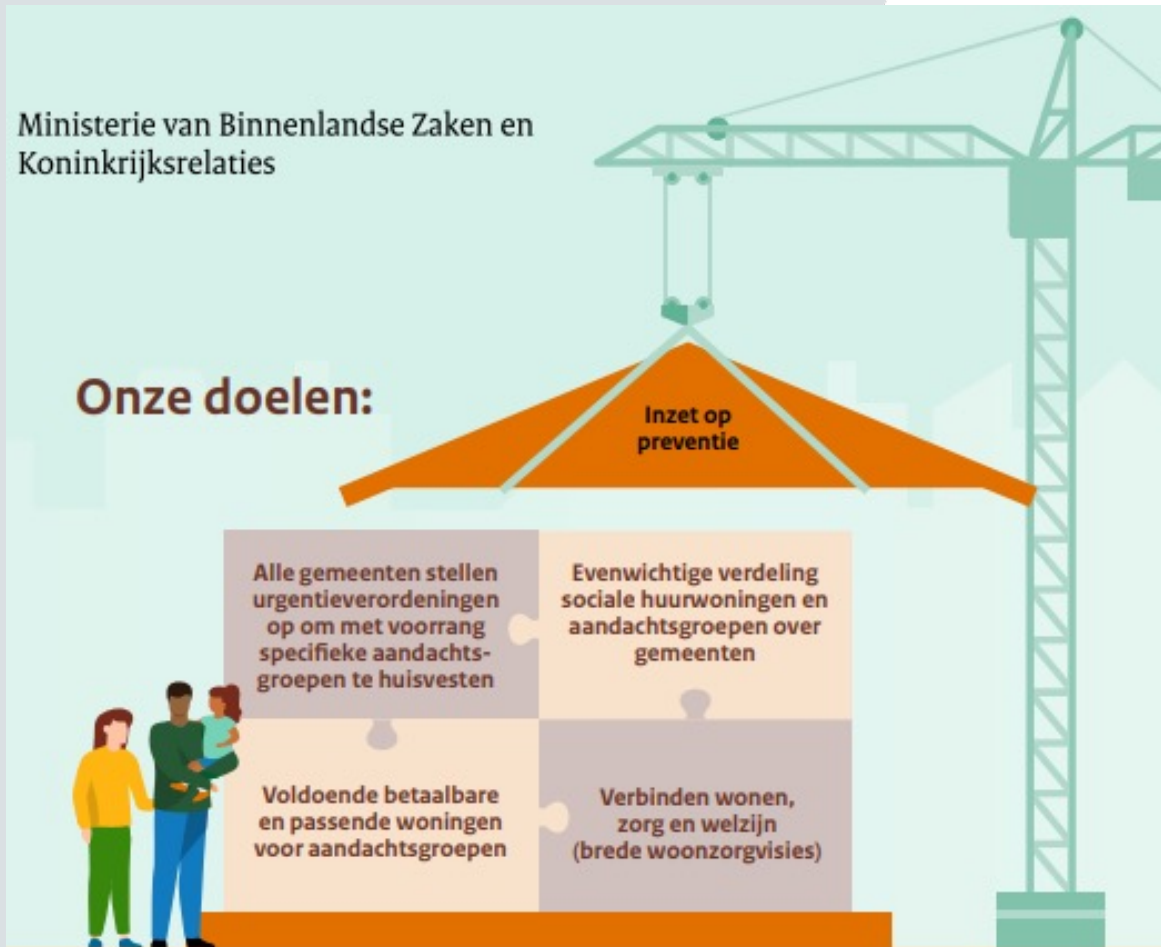 Ministerie van Binnenlandse Zaken en
Koninkrijksrelaties
Onze doelen:
Inzet op
preventie
Alle gemeenten stellen
urgentieverordeningen
op om met voorrang
specifieke aandachts-
groepen te huisvesten
Evenwichtige verdeling
sociale huurwoningen en
aandachtsgroepen over
gemeenten
Voldoende betaalbare
en passende woningen
voor aandachtsgroepen
Verbinden wonen,
zorg en welzijn
(brede woonzorgvisies)